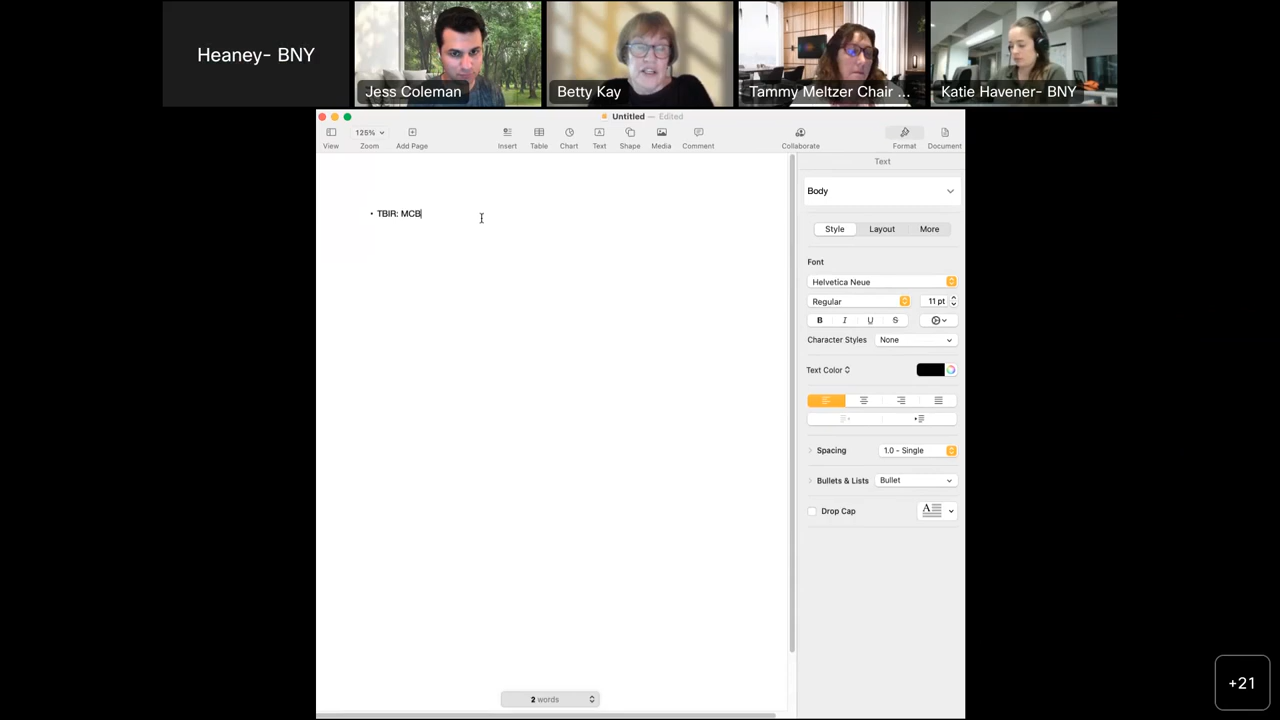 Heaney- BNY
Jess Coleman
Betty Kay
Tammy Meltzer Chair ...
Katie Havener- BNY
Untitled — Edited
125%
View
Zoom
Add Page
Insert
Table
Chart
Text
Shape
Media
Comment
Collaborate
Format
Document
Text
Body
• TBIR: MCB
Style
Layout
More
Font
Helvetica Neue
Regular
11 pt
B I U S
Character Styles
None
Text Color
Spacing
1.0 - Single
Bullets & Lists
Bullet
Drop Cap
A
2 words
+21